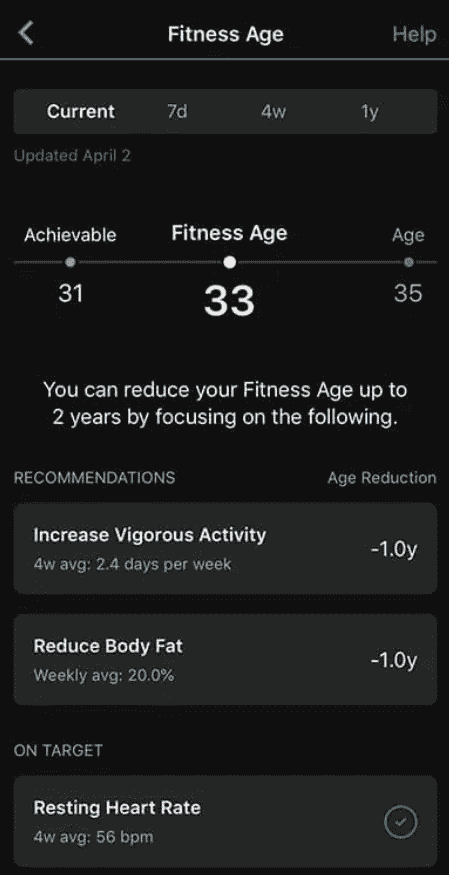 Fitness Age
Help
Current 7d 4w 1y
Updated April 2
Achievable Fitness Age Age
31 33 35
You can reduce your Fitness Age up to
2 years by focusing on the following.
RECOMMENDATIONS Age Reduction
Increase Vigorous Activity
4w avg: 2.4 days per week
-1.0y
Reduce Body Fat
Weekly avg: 20.0%
-1.0y
ON TARGET
Resting Heart Rate
4w avg: 56 bpm